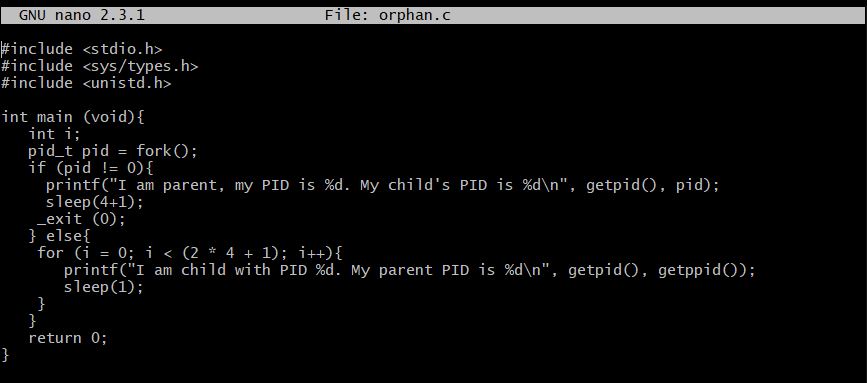 GNU nano 2.3.1 File: orphan.c
#include <stdio.h>
#include <sys/types.h>
#include <unistd.h>
int main (void){
int i;
pid_t pid = fork();
if (pid != 0){
printf("I am parent, my PID is %d. My child's PID is %d\n", getpid(), pid);
sleep(4+1);
_exit (0);
} else{
for (i = 0; i < (2 * 4 + 1); i++){
printf("I am child with PID %d. My parent PID is %d\n", getpid(), getppid());
sleep(1);
}
}
return 0;
}